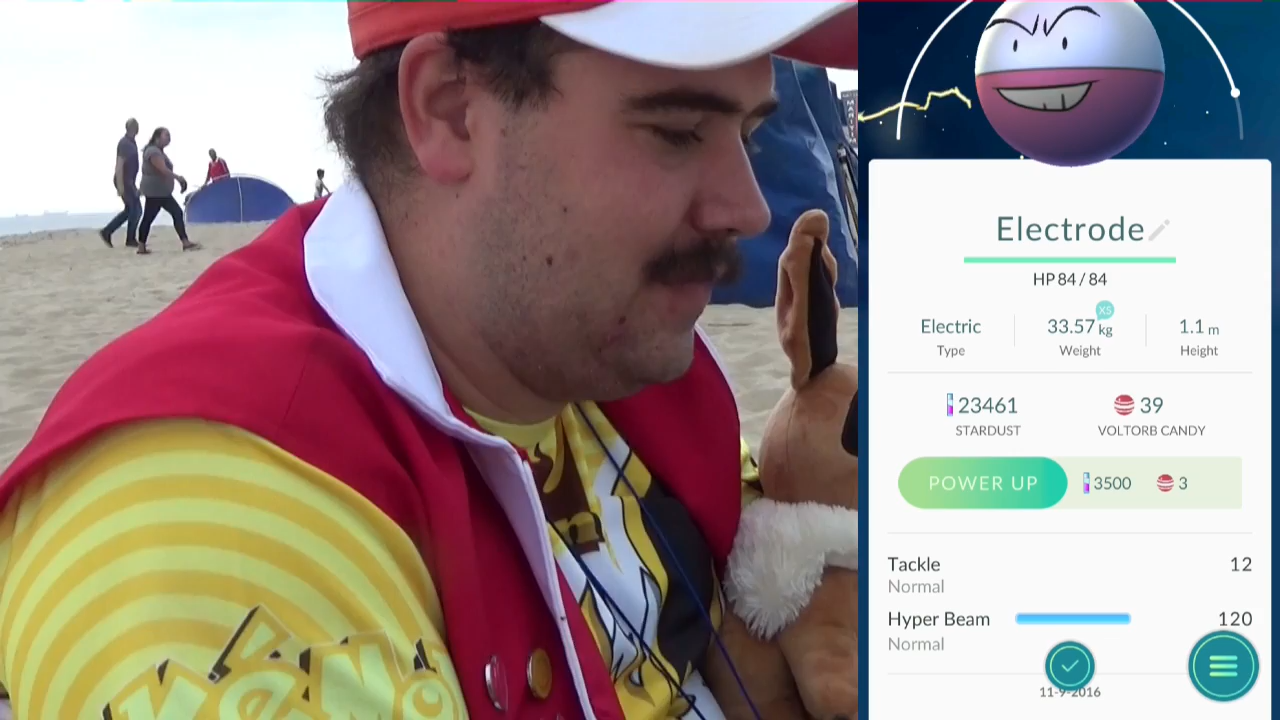 Electrode
HP 84 / 84
Electric
Type
XS
33.57 kg
Weight
1.1 m
Height
23461
STARDUST
39
VOLTORB CANDY
POWER UP
3500
3
Tackle
12
Normal
Hyper Beam
120
Normal
11-9-2016